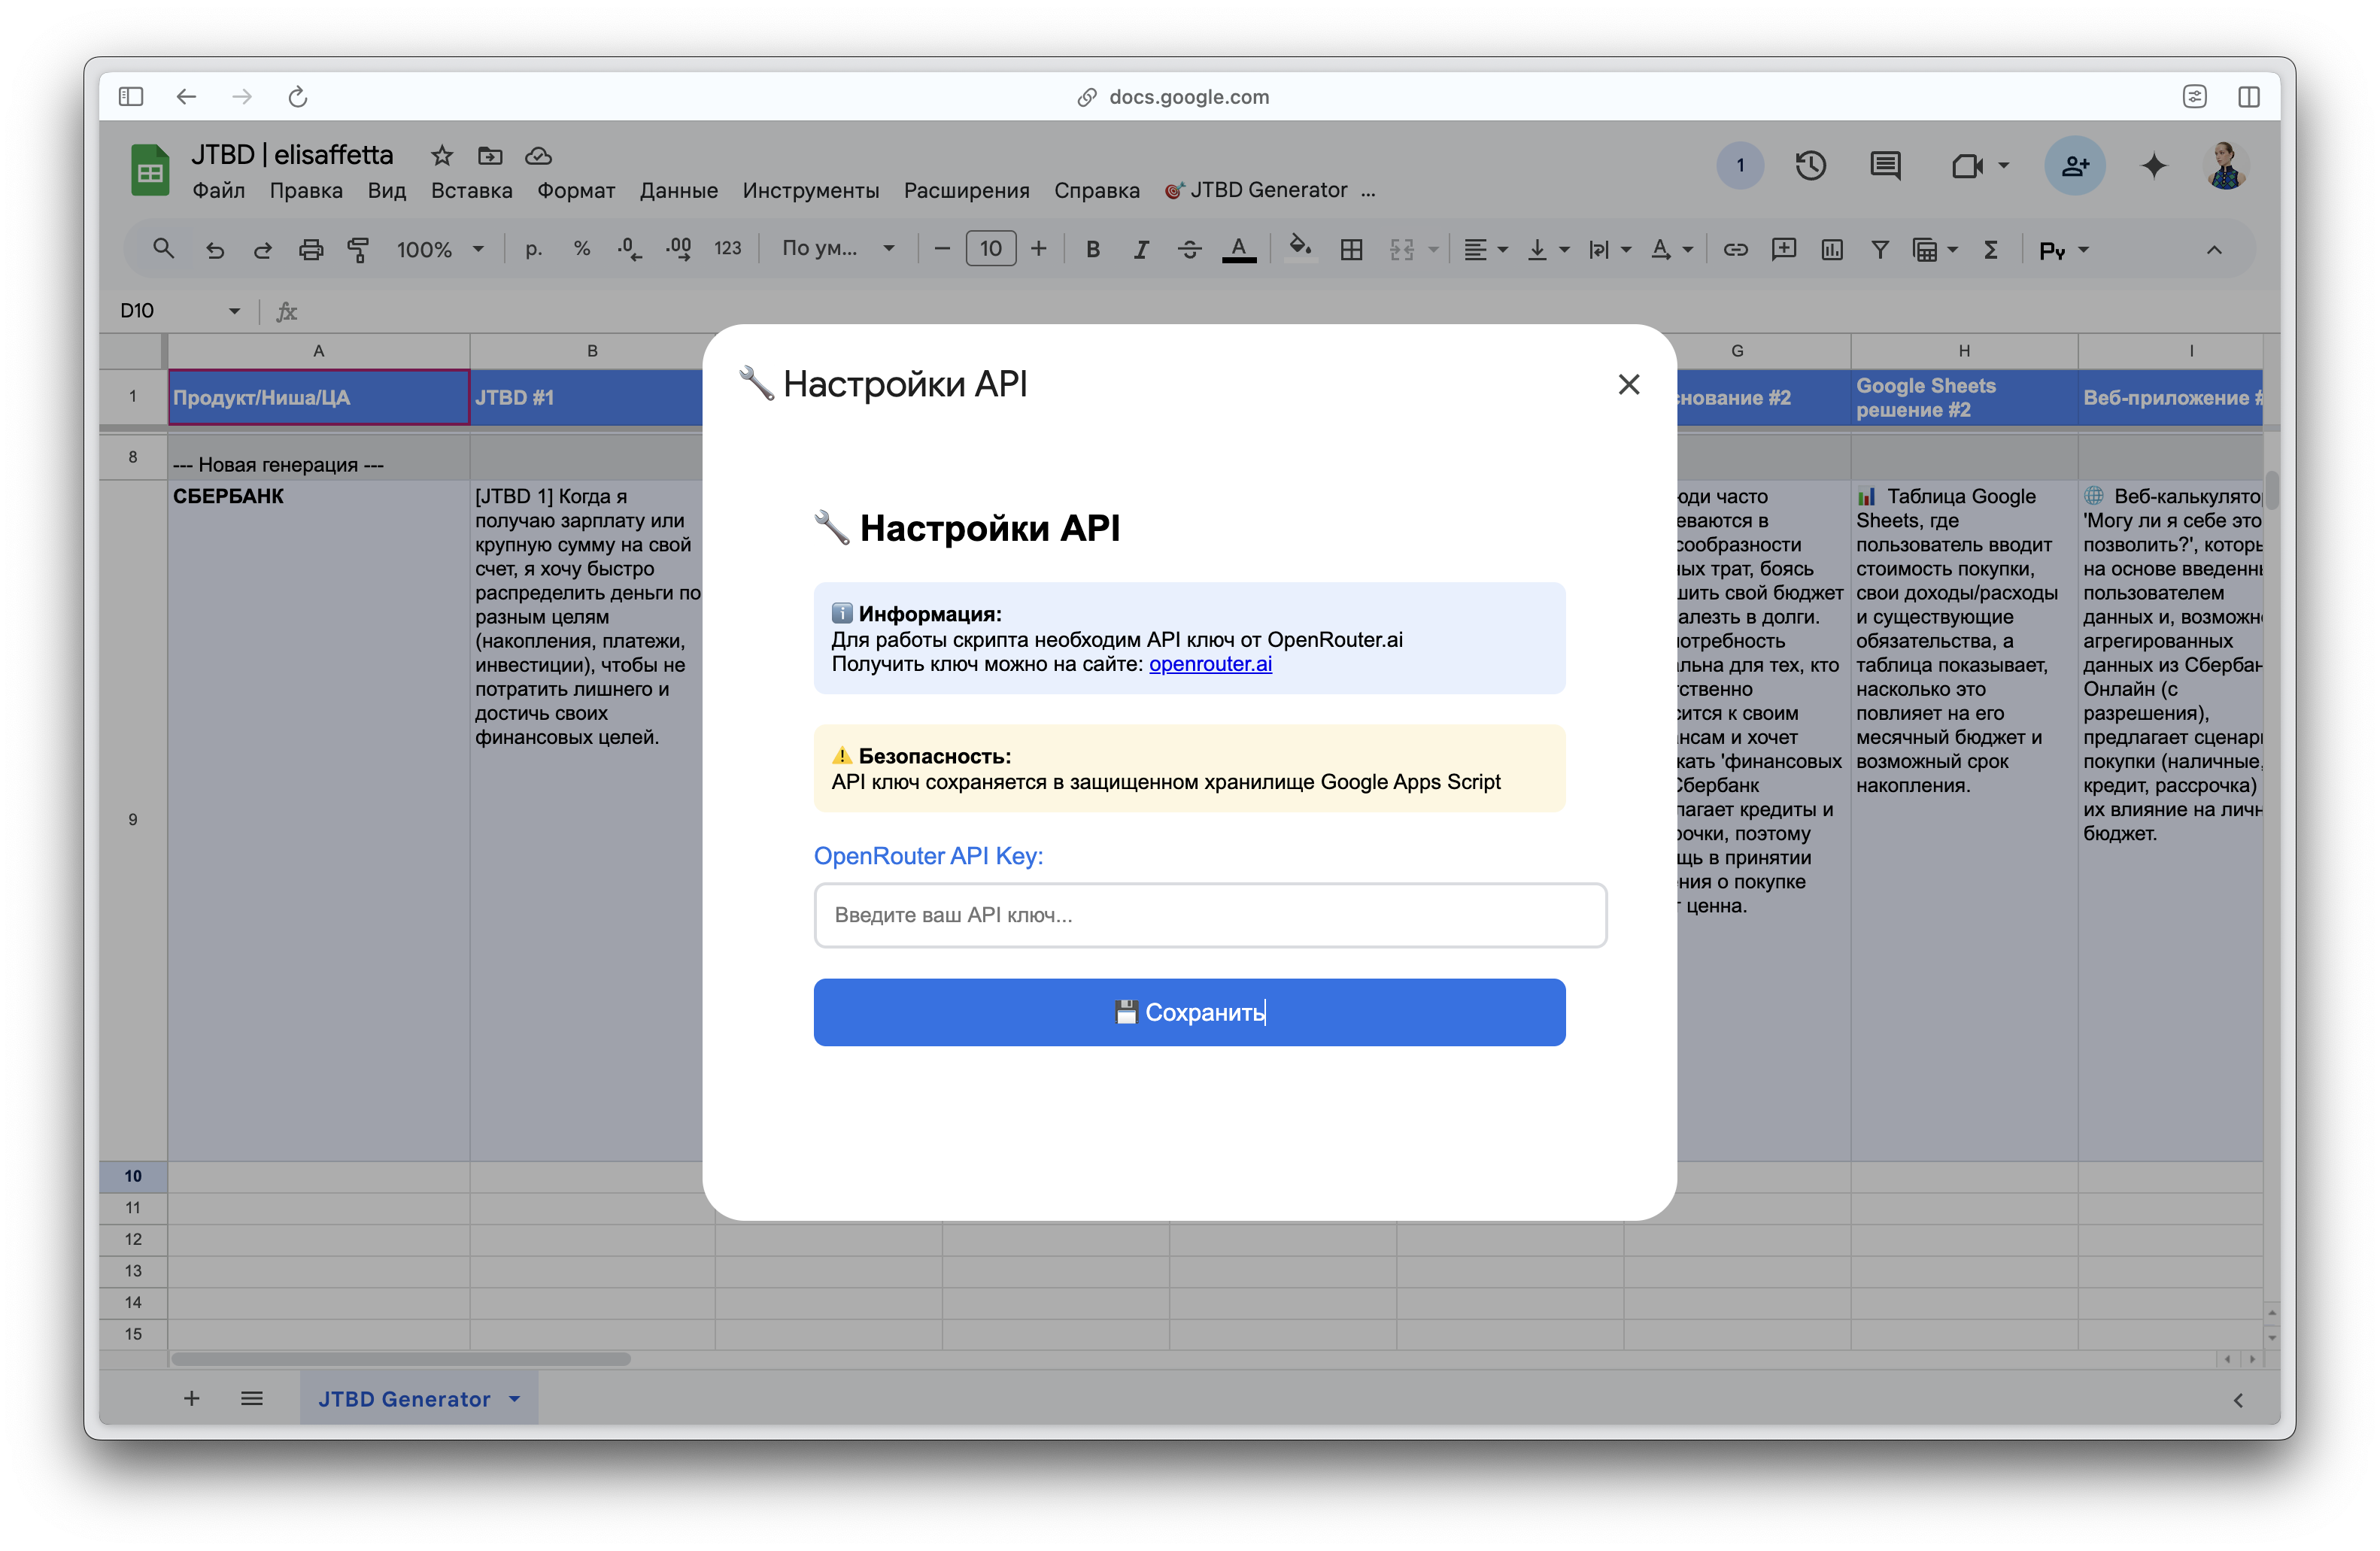 docs.google.com
JTBD | elisaffetta
Файл Правка Вид Вставка Формат Данные Инструменты Расширения Справка 🎯 JTBD Generator ...
1
100% р. % .0 .00 123 По ум... 10 B I A Ру
D10 fx
A B G H I
1 Продукт/Ниша/ЦА JTBD #1 нование #2 Google Sheets
решение #2 Веб-приложение #
8 --- Новая генерация ---
9
СБЕРБАНК
[JTBD 1] Когда я
получаю зарплату или
крупную сумму на свой
счет, я хочу быстро
распределить деньги по
разным целям
(накопления, платежи,
инвестиции), чтобы не
потратить лишнего и
достичь своих
финансовых целей.
🔧 Настройки API
🔧 Настройки API
ℹ️ Информация:
Для работы скрипта необходим API ключ от OpenRouter.ai
Получить ключ можно на сайте: openrouter.ai
⚠️ Безопасность:
API ключ сохраняется в защищенном хранилище Google Apps Script
OpenRouter API Key:
Введите ваш API ключ...
💾 Сохранить
юди часто
еваются в
сообразности
ных трат, боясь
шить свой бюджет
алезть в долги.
отребность
льна для тех, кто
ственно
сится к своим
нсам и хочет
кать 'финансовых
Сбербанк
лагает кредиты и
рочки, поэтому
щь в принятии
ния о покупке
т ценна.
📊 Таблица Google
Sheets, где
пользователь вводит
стоимость покупки,
свои доходы/расходы
и существующие
обязательства, а
таблица показывает,
насколько это
повлияет на его
месячный бюджет и
возможный срок
накопления.
🌐 Веб-калькулято
'Могу ли я себе это
позволить?', котор
на основе введенн
пользователем
данных и, возможн
агрегированных
данных из Сбербан
Онлайн (с
разрешения),
предлагает сценар
покупки (наличные,
кредит, рассрочка)
их влияние на личн
бюджет.
10
11
12
13
14
15
JTBD Generator